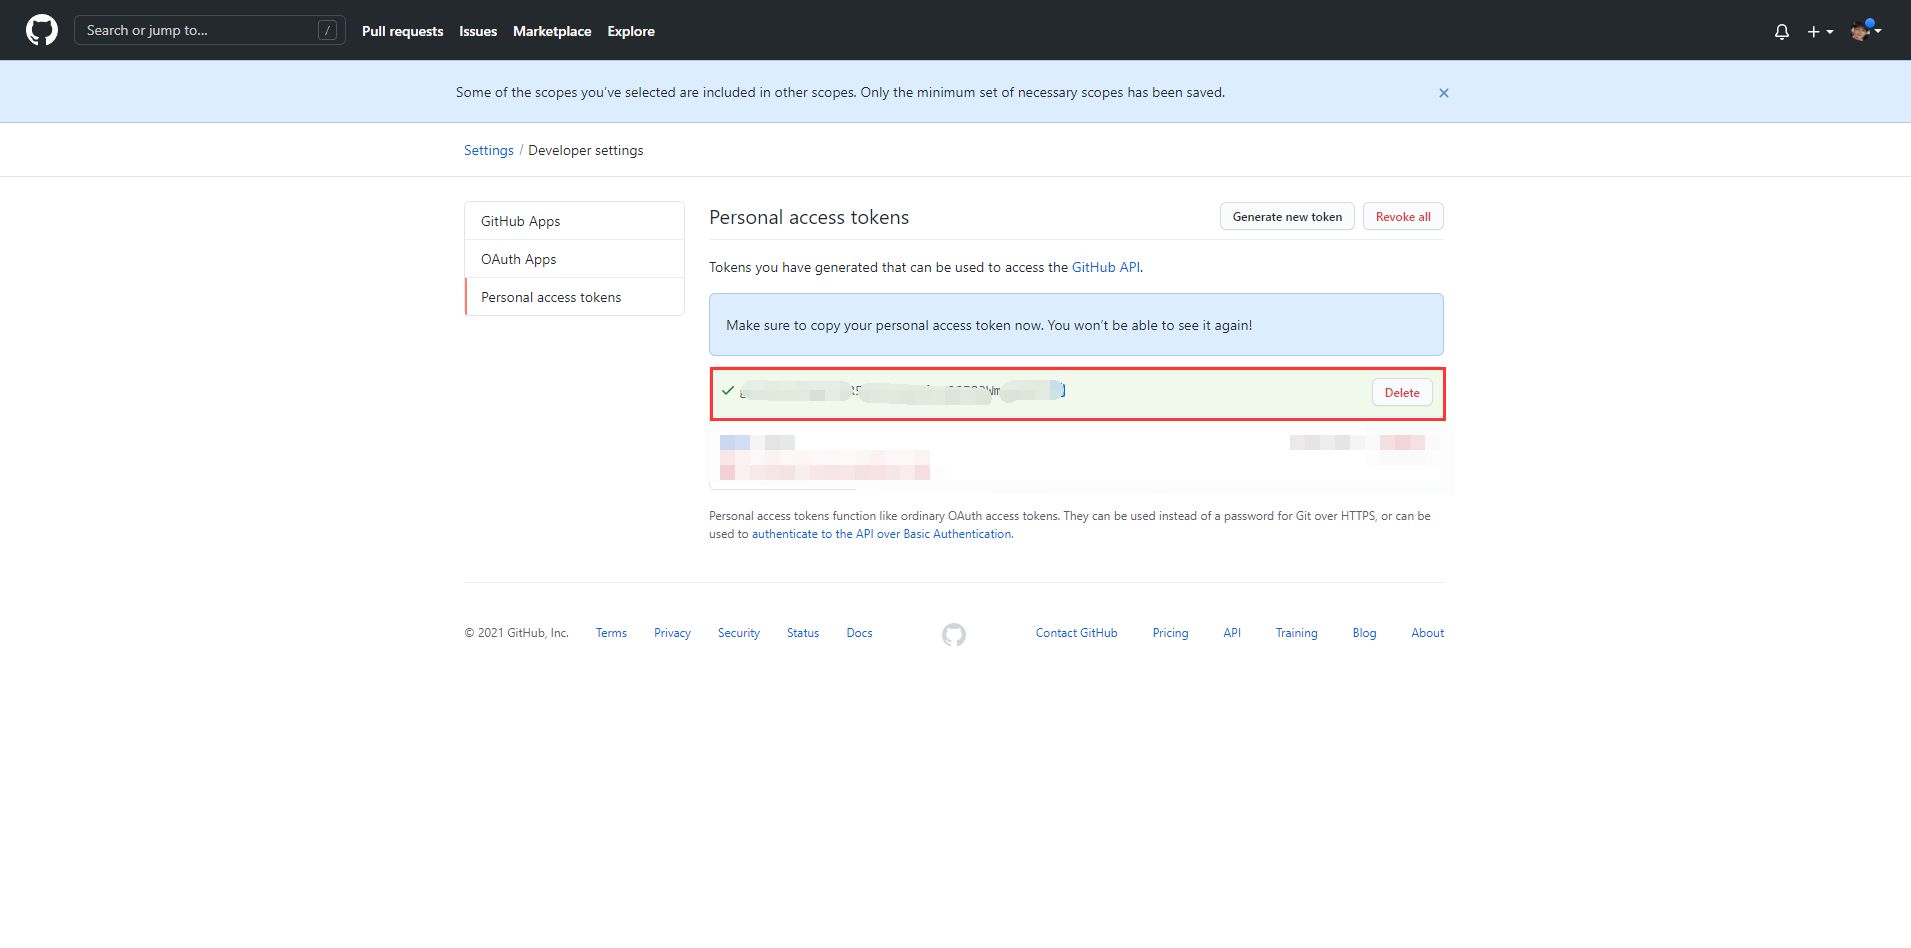 Search or jump to... /
Pull requests Issues Marketplace Explore
Some of the scopes you've selected are included in other scopes. Only the minimum set of necessary scopes has been saved.
Settings / Developer settings
GitHub Apps
OAuth Apps
Personal access tokens
Personal access tokens
Generate new token
Revoke all
Tokens you have generated that can be used to access the GitHub API.
Make sure to copy your personal access token now. You won't be able to see it again!
Delete
Personal access tokens function like ordinary OAuth access tokens. They can be used instead of a password for Git over HTTPS, or can be
used to authenticate to the API over Basic Authentication.
© 2021 GitHub, Inc. Terms Privacy Security Status Docs Contact GitHub Pricing API Training Blog About